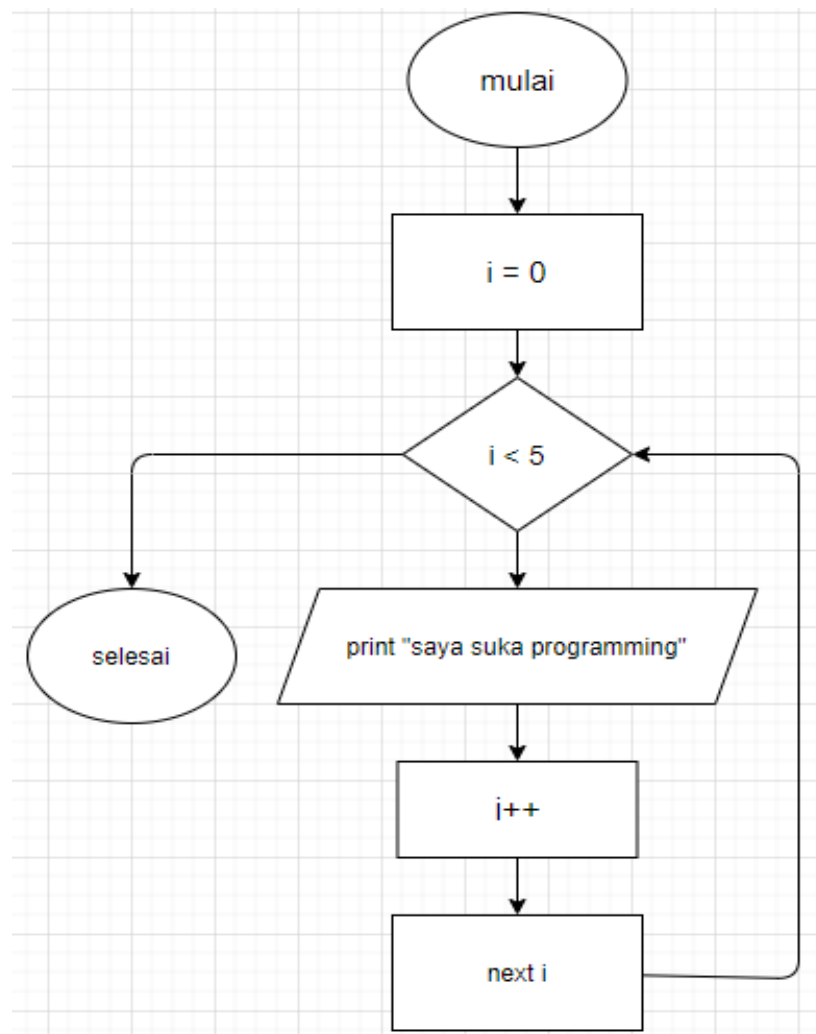 mulai
i = 0
i < 5
selesai
print "saya suka programming"
i++
next i